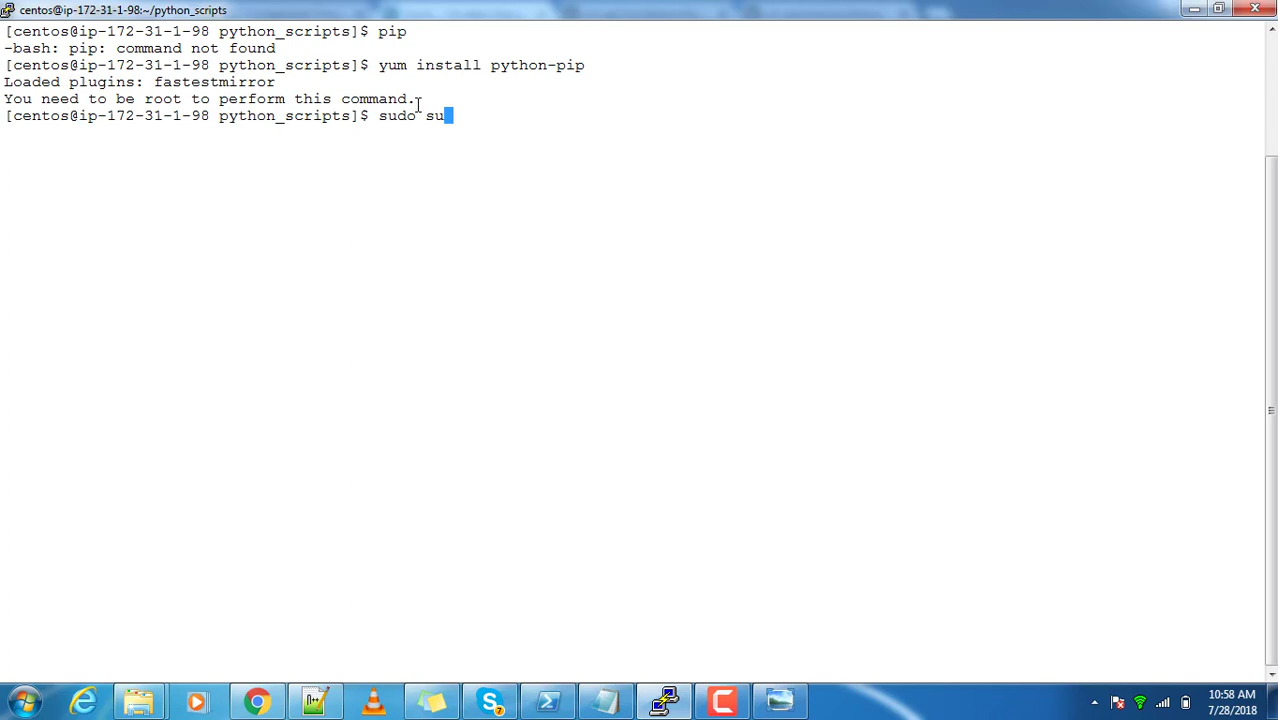 centos@ip-172-31-1-98:~/python_scripts
[centos@ip-172-31-1-98 python_scripts]$ pip
-bash: pip: command not found
[centos@ip-172-31-1-98 python_scripts]$ yum install python-pip
Loaded plugins: fastestmirror
You need to be root to perform this command.
[centos@ip-172-31-1-98 python_scripts]$ sudo su
10:58 AM
7/28/2018